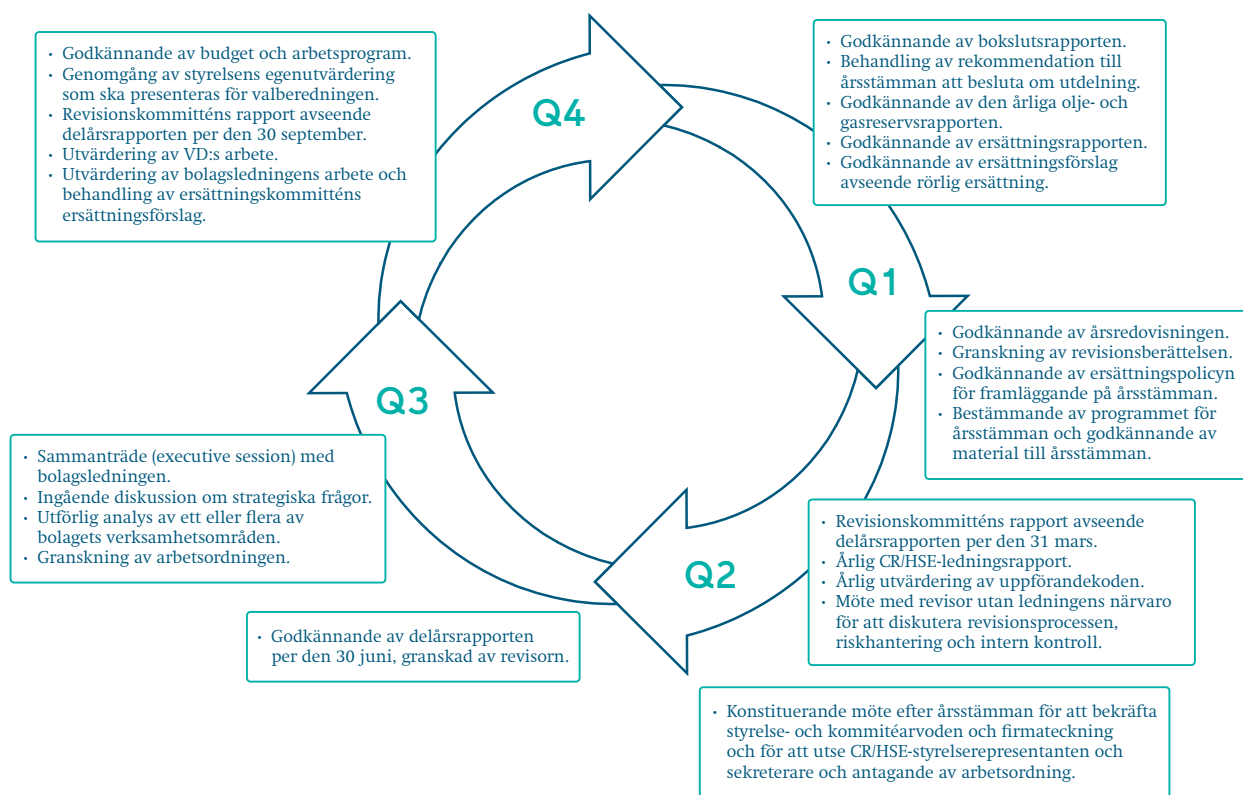 Q1
· Godkännande av bokslutsrapporten.
· Behandling av rekommendation till
årsstämman att besluta om utdelning.
· Godkännande av den årliga olje- och
gasreservsrapporten.
· Godkännande av ersättningsrapporten.
· Godkännande av ersättningsförslag
avseende rörlig ersättning.
· Godkännande av årsredovisningen.
· Granskning av revisionsberättelsen.
· Godkännande av ersättningspolicyn
för framläggande på årsstämman.
· Bestämmande av programmet för
årsstämman och godkännande av
material till årsstämman.
Q2
· Revisionskommitténs rapport avseende
delårsrapporten per den 31 mars.
· Årlig CR/HSE-ledningsrapport.
· Årlig utvärdering av uppförandekoden.
· Möte med revisor utan ledningens närvaro
för att diskutera revisionsprocessen,
riskhantering och intern kontroll.
· Konstituerande möte efter årsstämman för att bekräfta
styrelse- och kommitéarvoden och firmateckning
och för att utse CR/HSE-styrelserepresentanten och
sekreterare och antagande av arbetsordning.
Q3
· Godkännande av delårsrapporten
per den 30 juni, granskad av revisorn.
· Sammanträde (executive session) med
bolagsledningen.
· Ingående diskussion om strategiska frågor.
· Utförlig analys av ett eller flera av
bolagets verksamhetsområden.
· Granskning av arbetsordningen.
Q4
· Godkännande av budget och arbetsprogram.
· Genomgång av styrelsens egenutvärdering
som ska presenteras för valberedningen.
· Revisionskommitténs rapport avseende
delårsrapporten per den 30 september.
· Utvärdering av VD:s arbete.
· Utvärdering av bolagsledningens arbete och
behandling av ersättningskommitténs
ersättningsförslag.